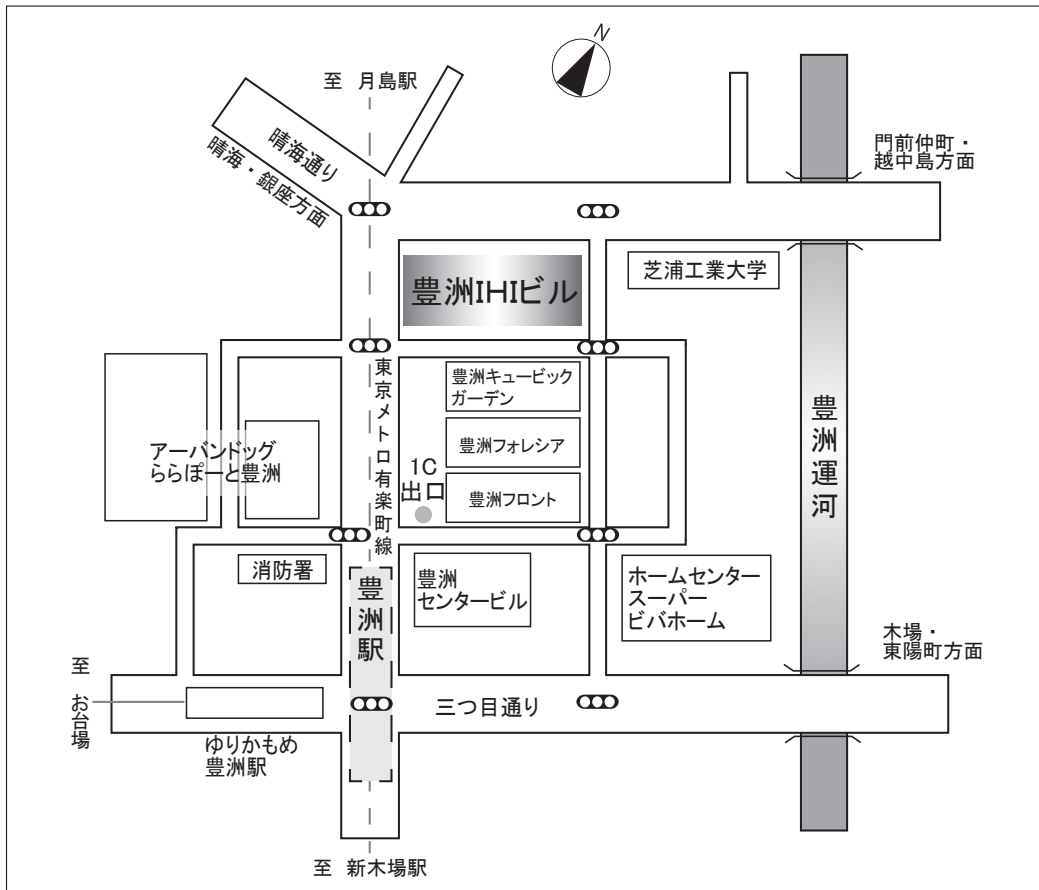 N
至 月島駅
晴海通り
晴海・銀座方面
門前仲町・
越中島方面
芝浦工業大学
豊洲IHIビル
東京メトロ有楽町線
豊洲キュービック
ガーデン
豊洲フォレシア
豊洲フロント
1C
出口
アーバンドッグ
ららぽーと豊洲
豊洲運河
消防署
豊洲駅
豊洲
センタービル
ホームセンター
スーパー
ビバホーム
木場・
東陽町方面
至 お台場
三つ目通り
ゆりかもめ
豊洲駅
至 新木場駅